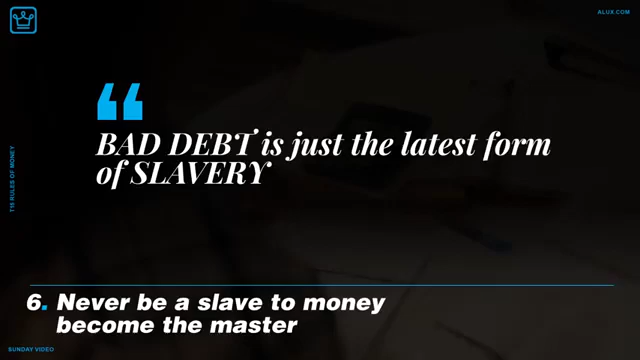 ALUX.COM
“
BAD DEBT is just the latest form
of SLAVERY
T15 RULES OF MONEY
6. Never be a slave to money
become the master
SUNDAY VIDEO